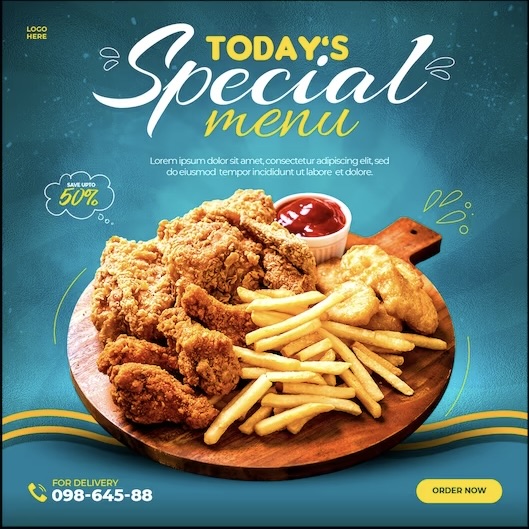 LOGO
HERE
TODAY'S
Special
menu
Lorem ipsum dolor sit amet, consectetur adipiscing elit, sed
do eiusmod tempor incididunt ut labore et dolore.
SAVE UPTO
50%
FOR DELIVERY
098-645-88
ORDER NOW